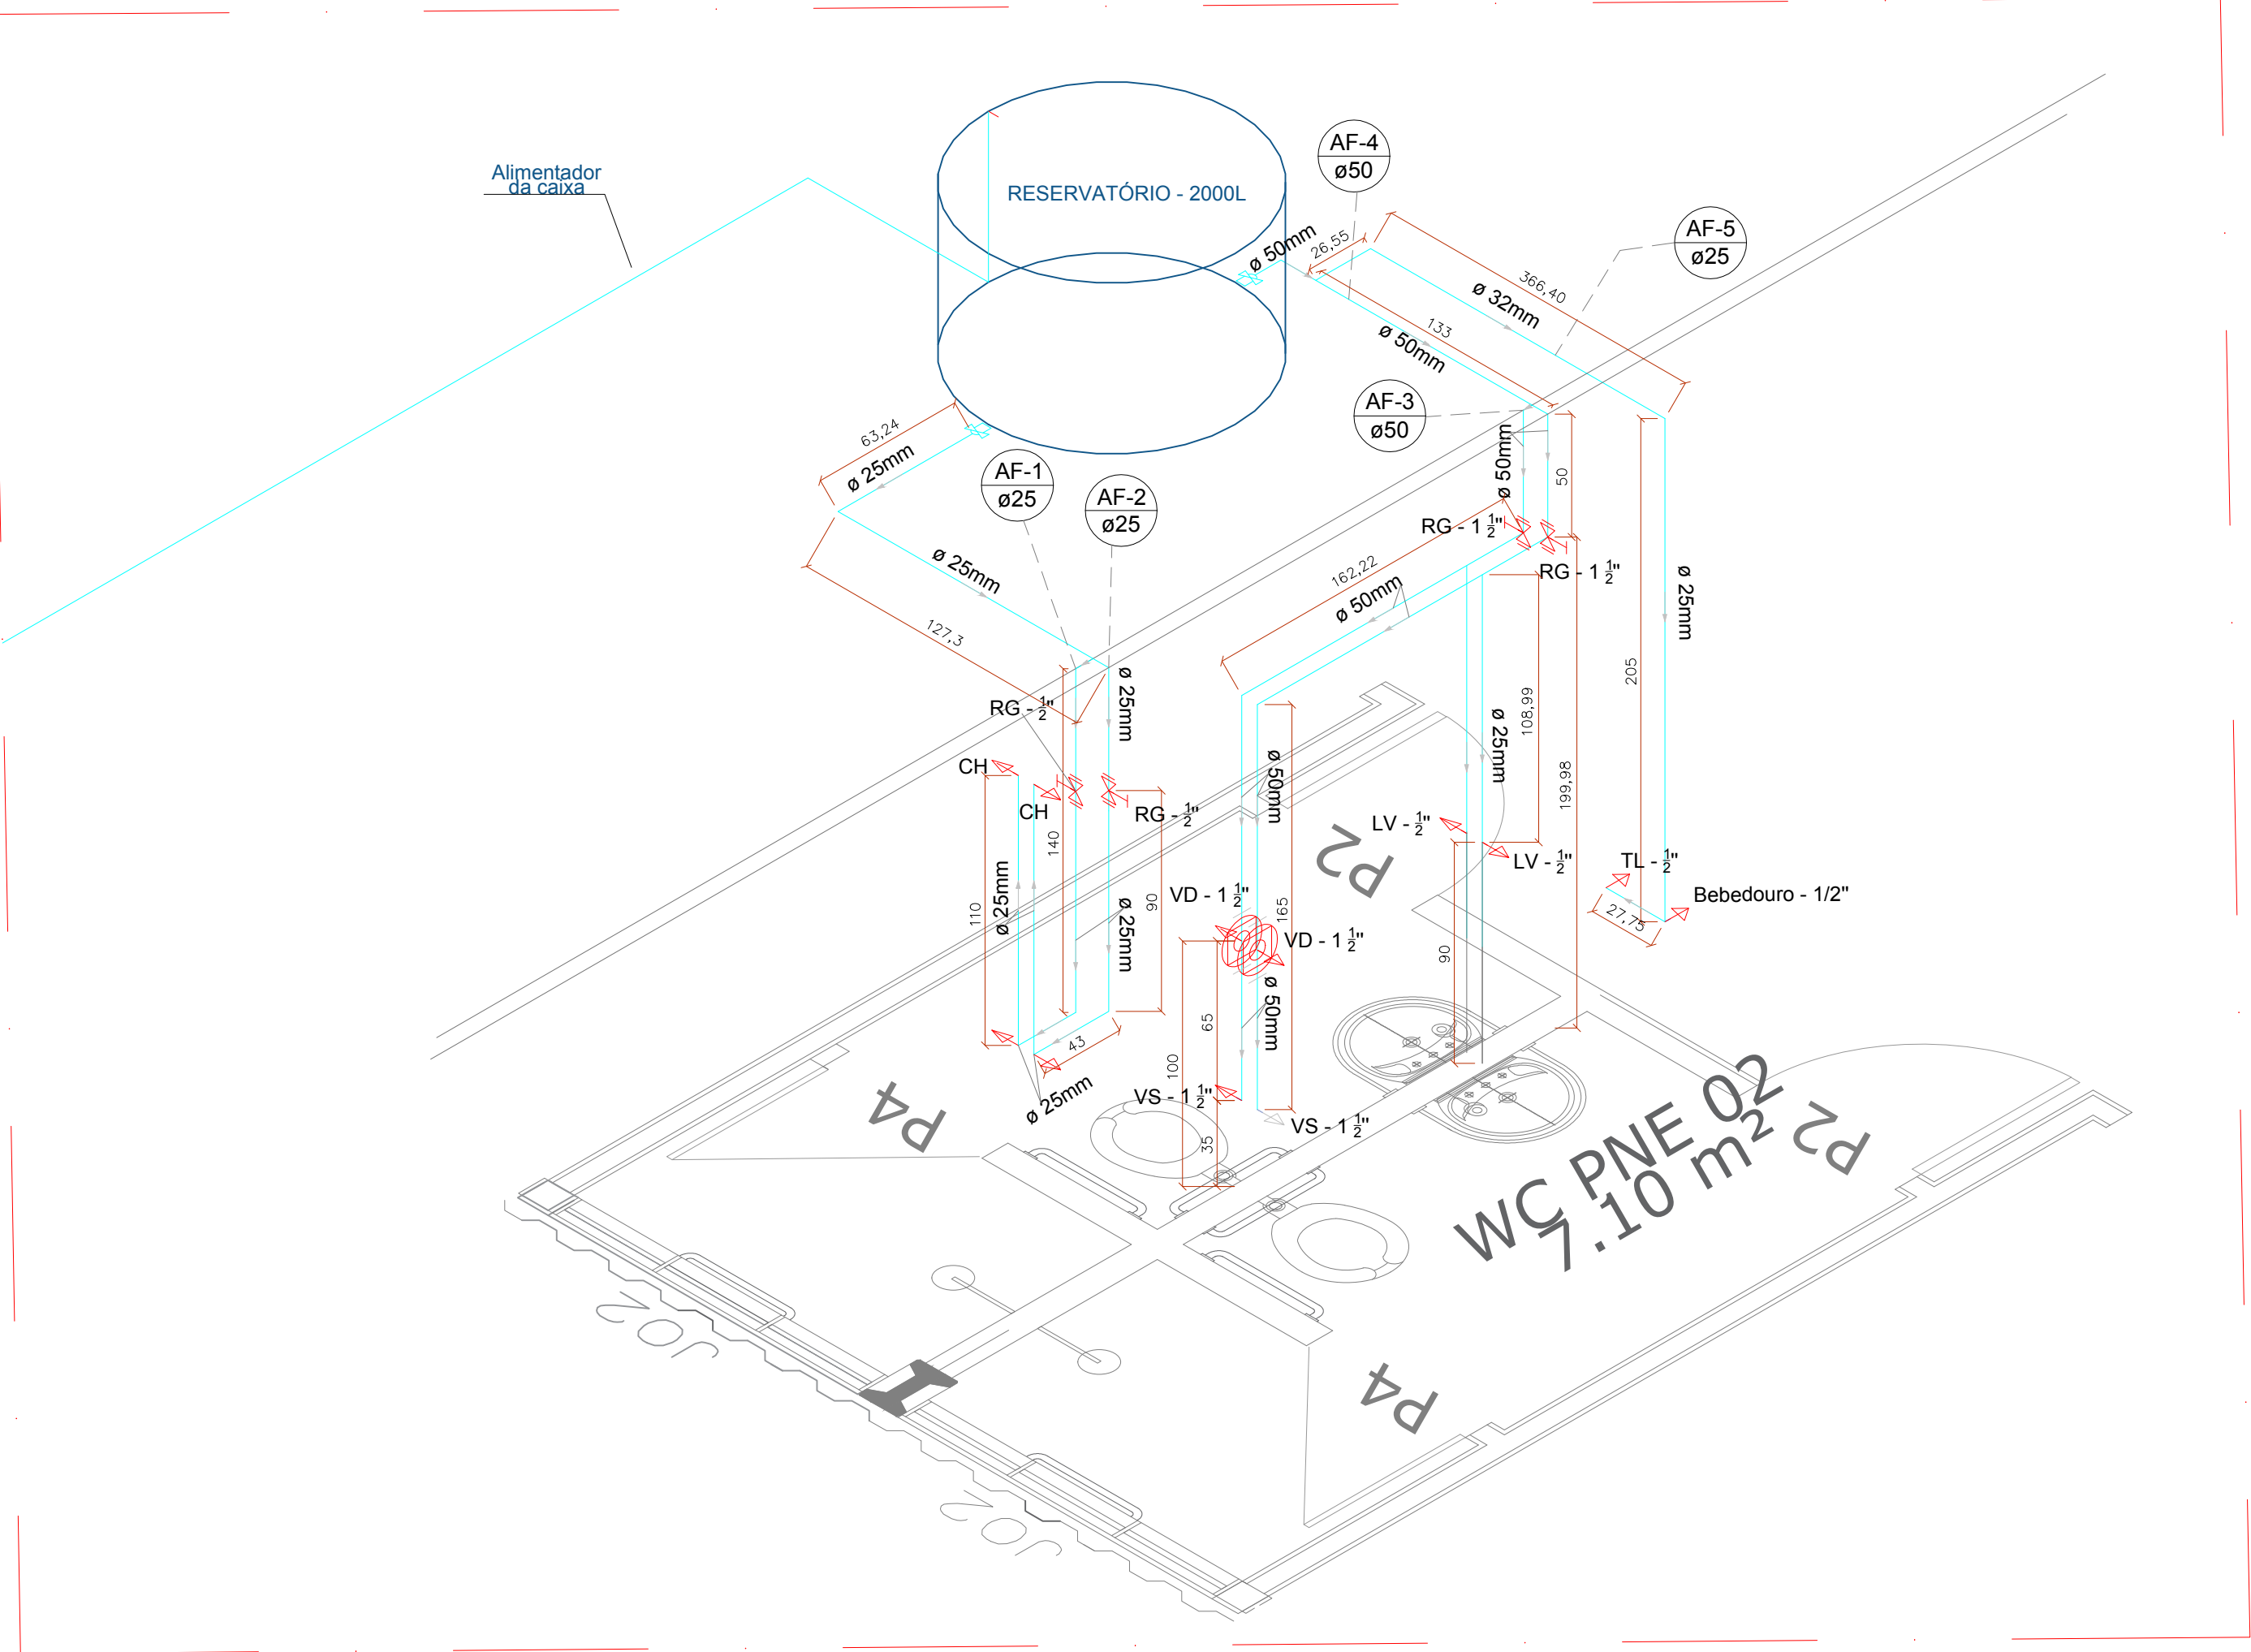 AF-4
ø50
Alimentador
da caixa
RESERVATÓRIO - 2000L
AF-5
ø25
ø 50mm
26,55
366,40
ø 32mm
133
ø 50mm
AF-3
ø50
63,24
ø 25mm
AF-1
ø25
AF-2
ø25
ø 50mm
50
RG - 1 1/2"
RG - 1 1/2"
162,22
ø 50mm
ø 25mm
127,3
ø 25mm
ø 25mm
205
RG - 1/2"
108,99
ø 25mm
199,98
CH
CH
RG - 1/2"
140
ø 50mm
LV - 1/2"
LV - 1/2"
P2
TL - 1/2"
Bebedouro - 1/2"
27,75
VD - 1 1/2"
VD - 1 1/2"
165
110
ø 25mm
90
ø 25mm
90
65
100
ø 50mm
43
ø 25mm
VS - 1 1/2"
VS - 1 1/2"
35
P4
WC PNE 02
7.10 m²
P2
J02
P4
J02